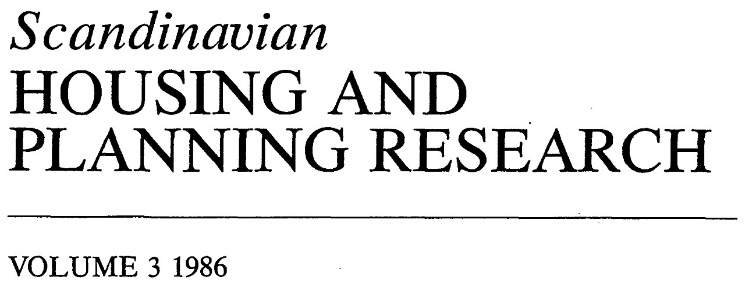 Scandinavian
HOUSING AND
PLANNING RESEARCH
VOLUME 3 1986